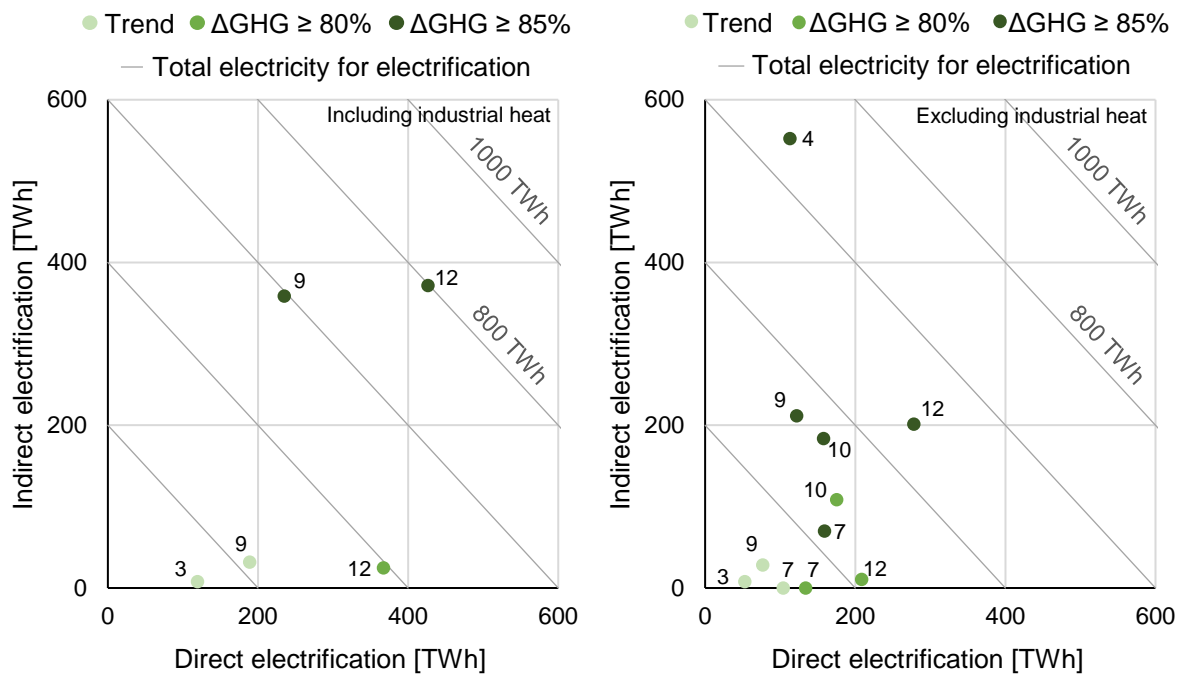 Trend ΔGHG ≥ 80% ΔGHG ≥ 85%
Total electricity for electrification
Including industrial heat
600
400
200
0
0 200 400 600
Indirect electrification [TWh]
Direct electrification [TWh]
1000 TWh
800 TWh
9
12
9
3
12
Trend ΔGHG ≥ 80% ΔGHG ≥ 85%
Total electricity for electrification
Excluding industrial heat
600
400
200
0
0 200 400 600
Indirect electrification [TWh]
Direct electrification [TWh]
1000 TWh
800 TWh
4
9
12
10
10
7
9
3
7
7
12